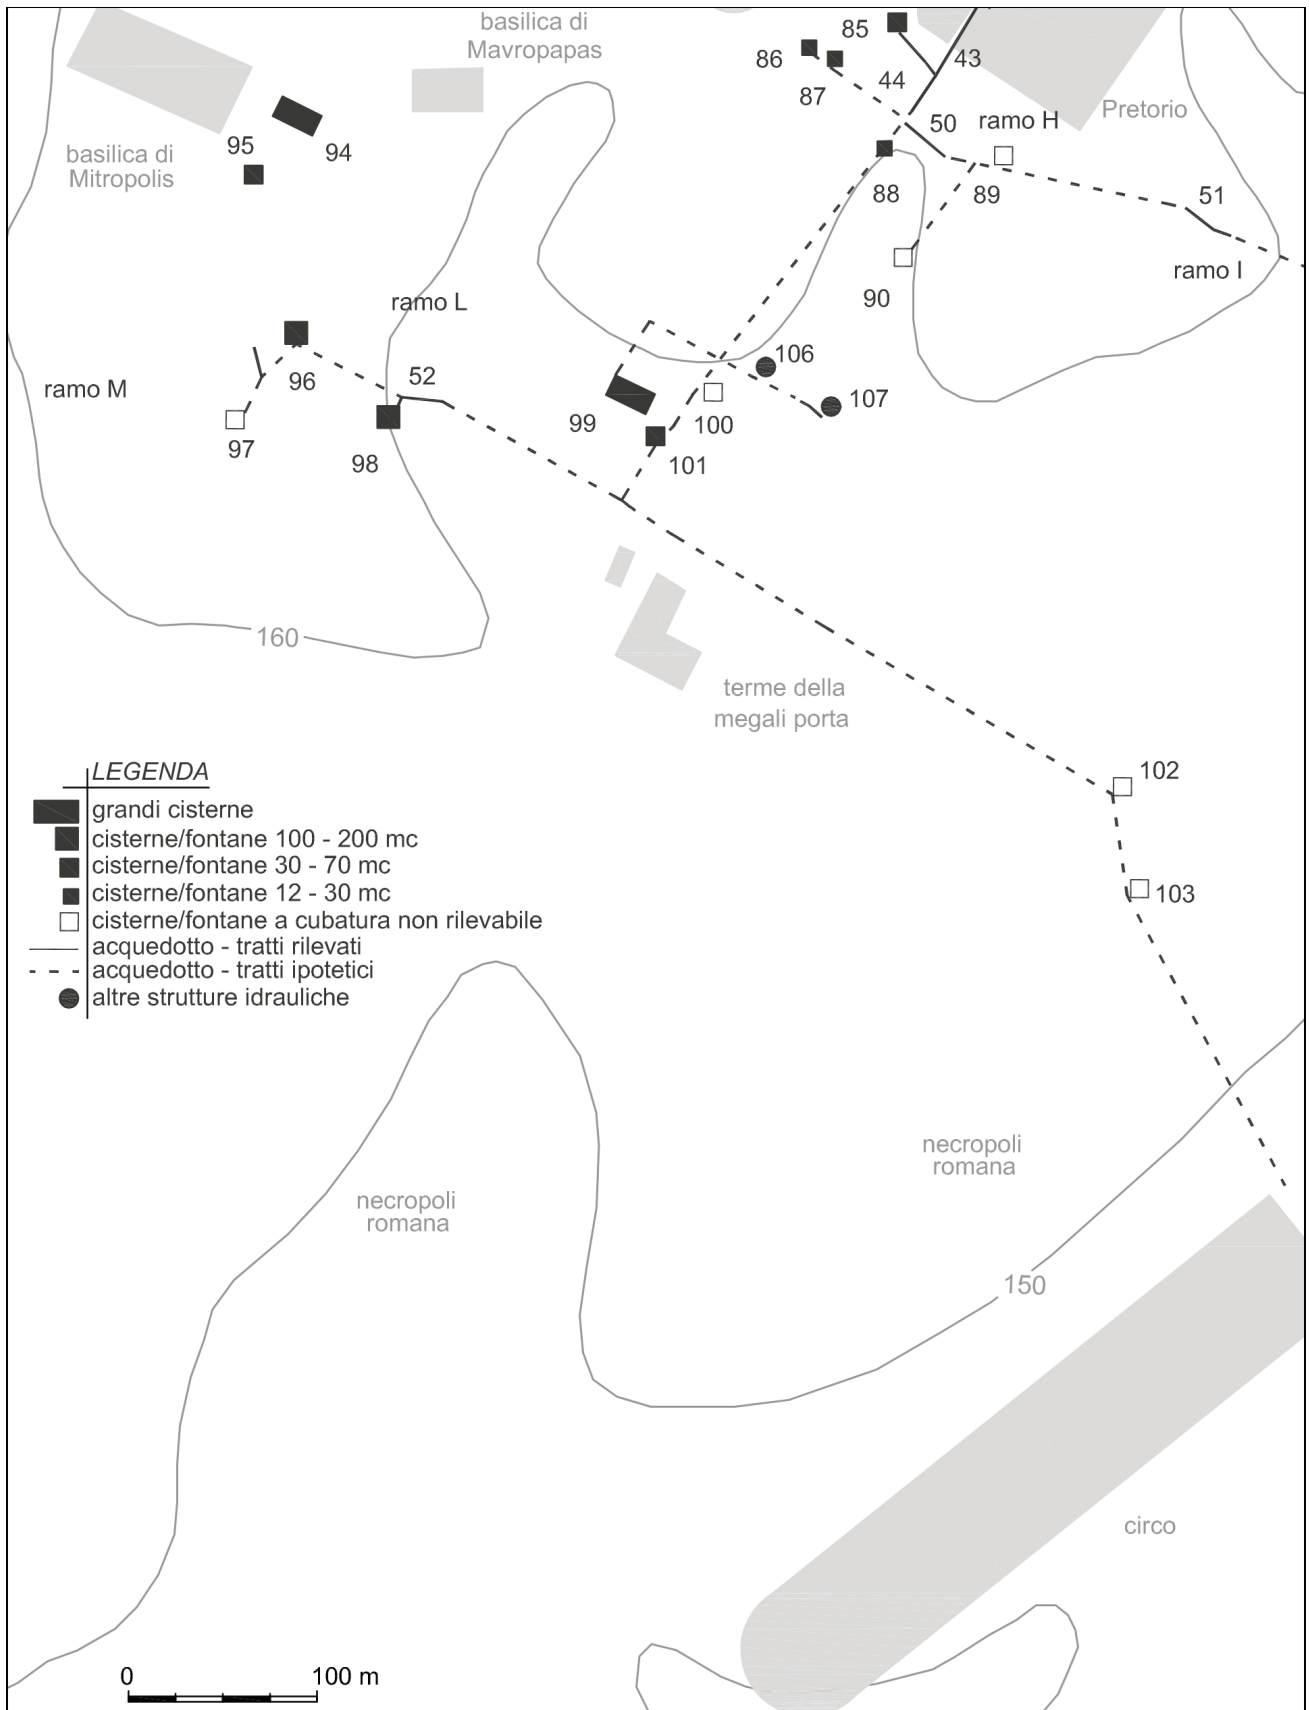 basilica di
Mavropapas
85
86
43
44
87
Pretorio
50
ramo H
95
94
basilica di
Mitropolis
88
89
51
ramo I
90
ramo L
106
52
96
ramo M
107
99
100
97
98
101
160
terme della
megali porta
102
103
LEGENDA
grandi cisterne
cisterne/fontane 100 - 200 mc
cisterne/fontane 30 - 70 mc
cisterne/fontane 12 - 30 mc
cisterne/fontane a cubatura non rilevabile
acquedotto - tratti rilevati
acquedotto - tratti ipotetici
altre strutture idrauliche
necropoli
romana
necropoli
romana
150
circo
0 100 m